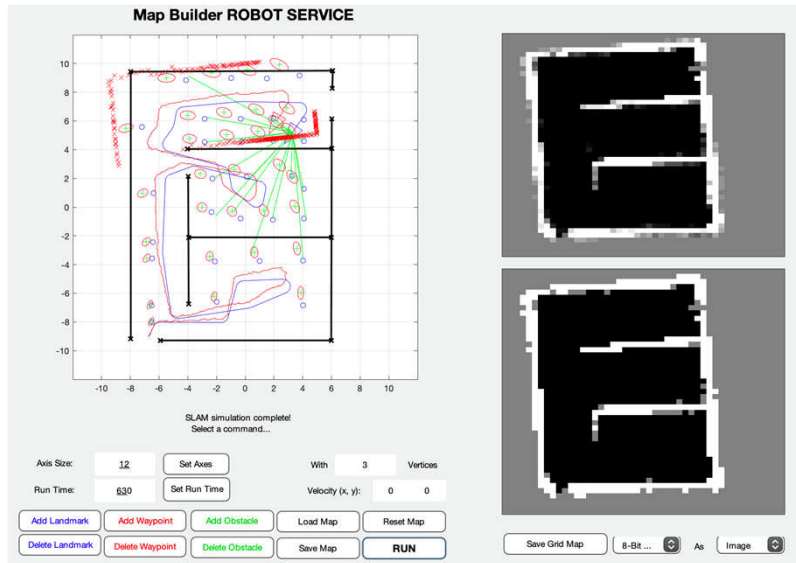 Map Builder ROBOT SERVICE
10
8
6
4
2
0
-2
-4
-6
-8
-10
-10 -8 -6 -4 -2 0 2 4 6 8 10
SLAM simulation complete!
Select a command...
Axis Size: 12 Set Axes With 3 Vertices
Run Time: 630 Set Run Time Velocity (x, y): 0 0
Add Landmark Add Waypoint Add Obstacle Load Map Reset Map
Delete Landmark Delete Waypoint Delete Obstacle Save Map RUN
Save Grid Map 8-Bit ... As Image